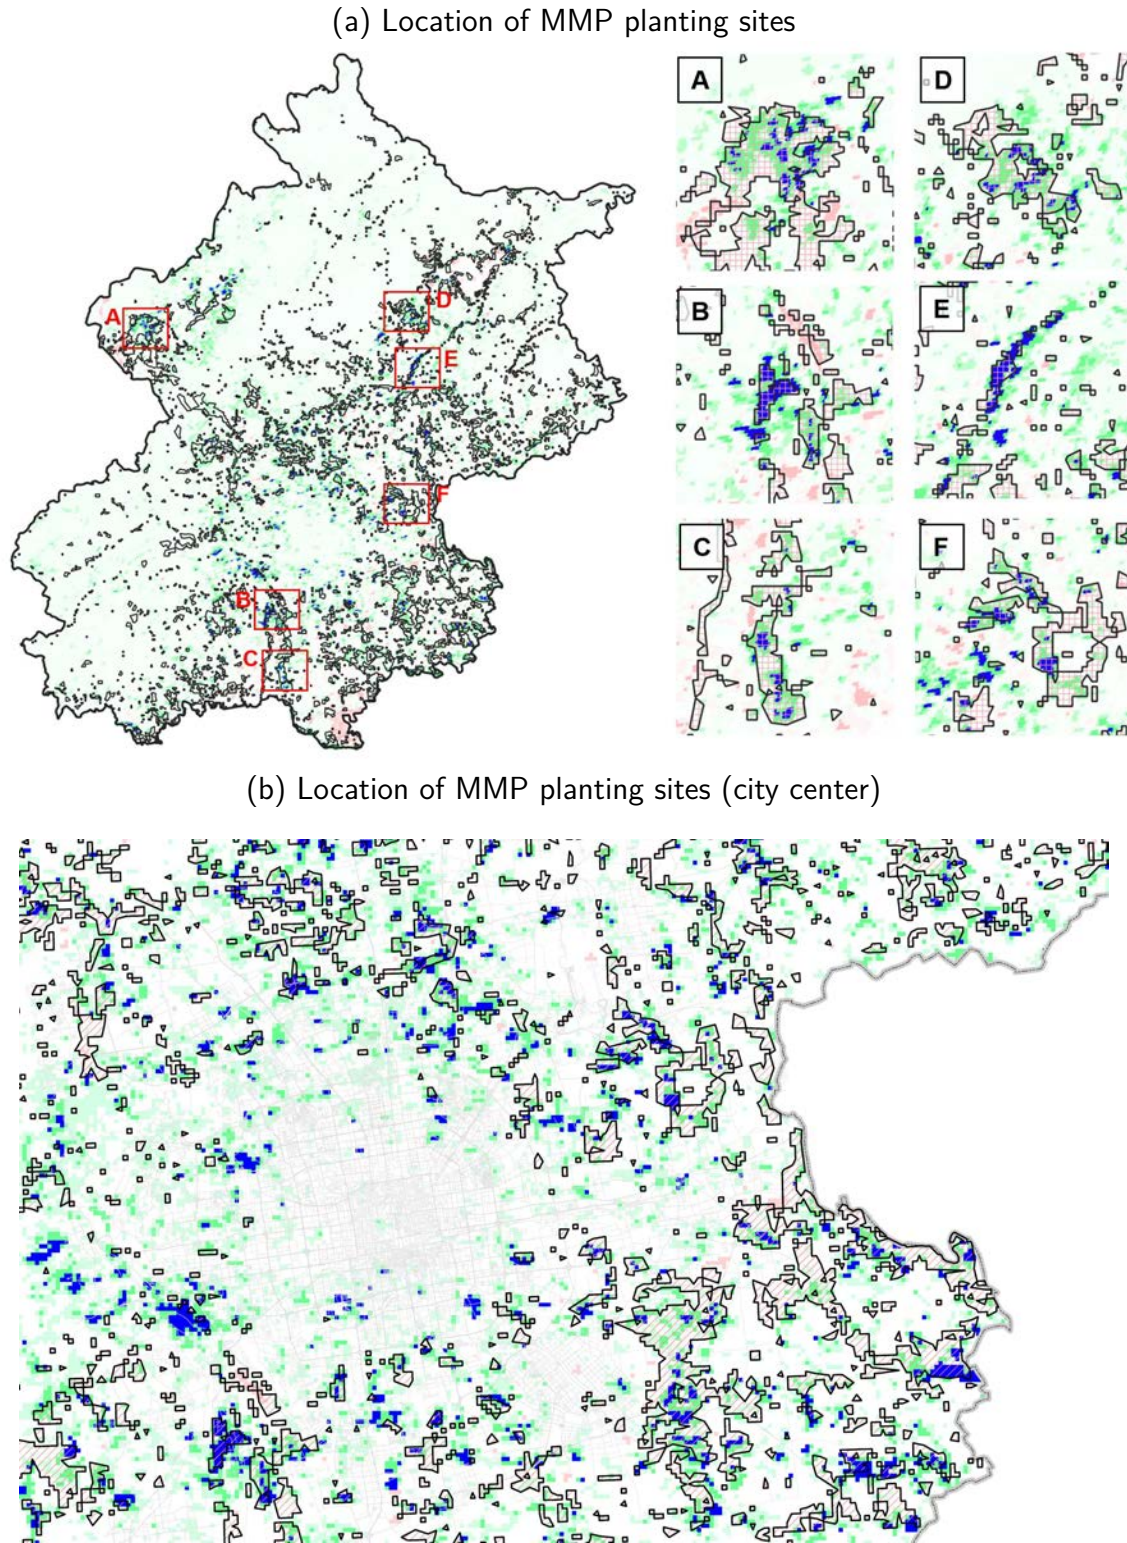 (a) Location of MMP planting sites
A
D
A
D
E
B
E
F
B
C
C
F
(b) Location of MMP planting sites (city center)